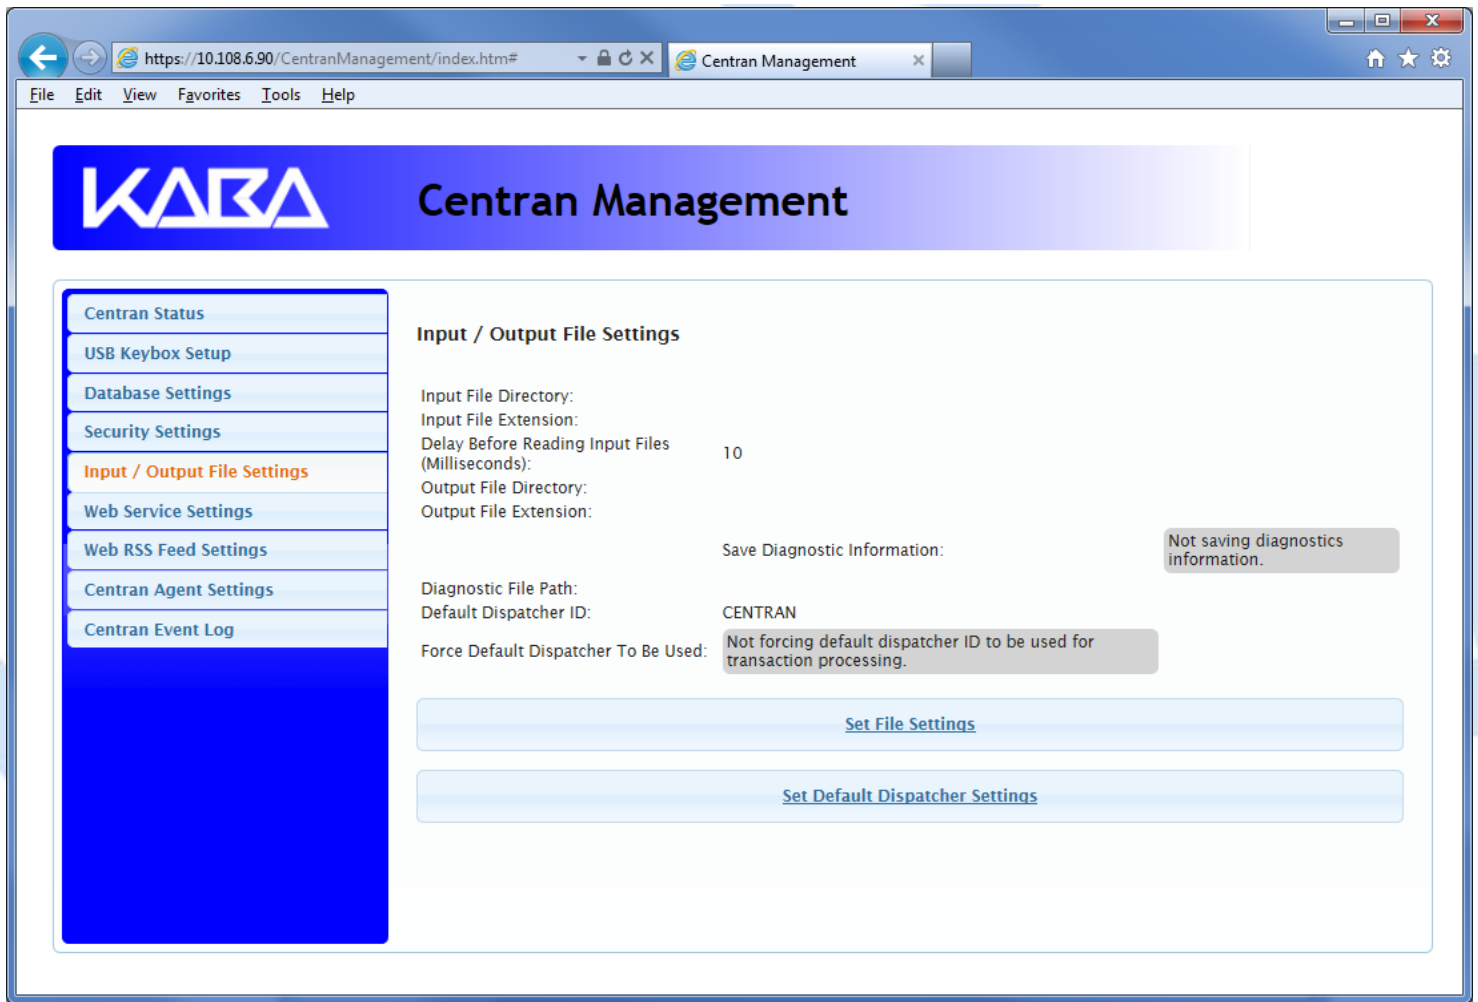 https://10.108.6.90/CentranManagement/index.htm#
Centran Management
File Edit View Favorites Tools Help
KABA
Centran Management
Centran Status
USB Keybox Setup
Database Settings
Security Settings
Input / Output File Settings
Web Service Settings
Web RSS Feed Settings
Centran Agent Settings
Centran Event Log
Input / Output File Settings
Input File Directory:
Input File Extension:
Delay Before Reading Input Files
(Milliseconds):
10
Output File Directory:
Output File Extension:
Save Diagnostic Information:
Not saving diagnostics
information.
Diagnostic File Path:
Default Dispatcher ID: CENTRAN
Force Default Dispatcher To Be Used:
Not forcing default dispatcher ID to be used for
transaction processing.
Set File Settings
Set Default Dispatcher Settings